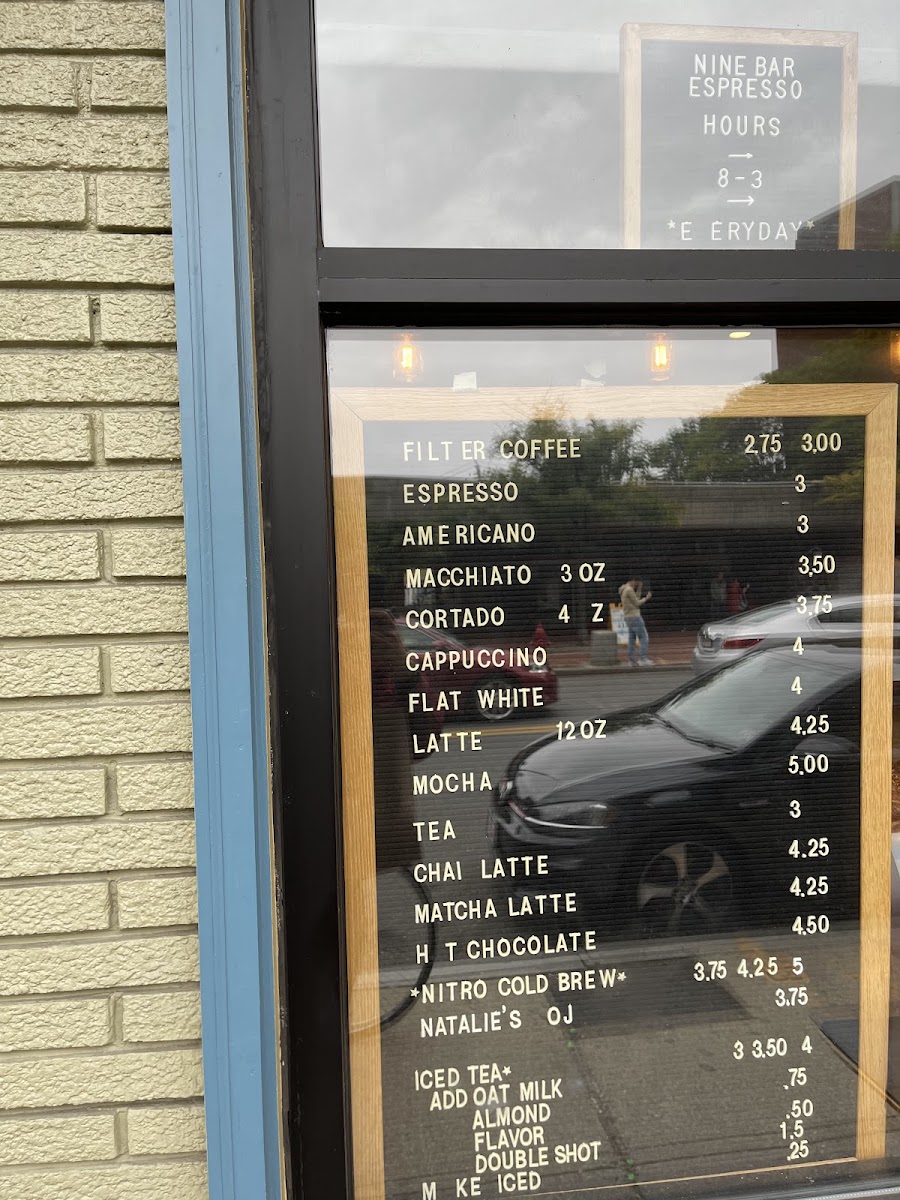 NINE BAR
ESPRESSO
HOURS
→
8-3
→
*E ERYDAY*
FILTER COFFEE 2.75 3.00
ESPRESSO 3
AMERICANO 3
MACCHIATO 3 OZ 3.50
CORTADO 4 Z 3.75
CAPPUCCINO 4
FLAT WHITE 4
LATTE 12 OZ 4.25
MOCHA 5.00
TEA 3
CHAI LATTE 4.25
MATCHA LATTE 4.25
H T CHOCOLATE 4.50
*NITRO COLD BREW* 3.75 4.25 5
NATALIE'S OJ 3.75
ICED TEA* 3 3.50 4
ADD OAT MILK .75
ALMOND
FLAVOR .50
DOUBLE SHOT 1.5
M KE ICED .25